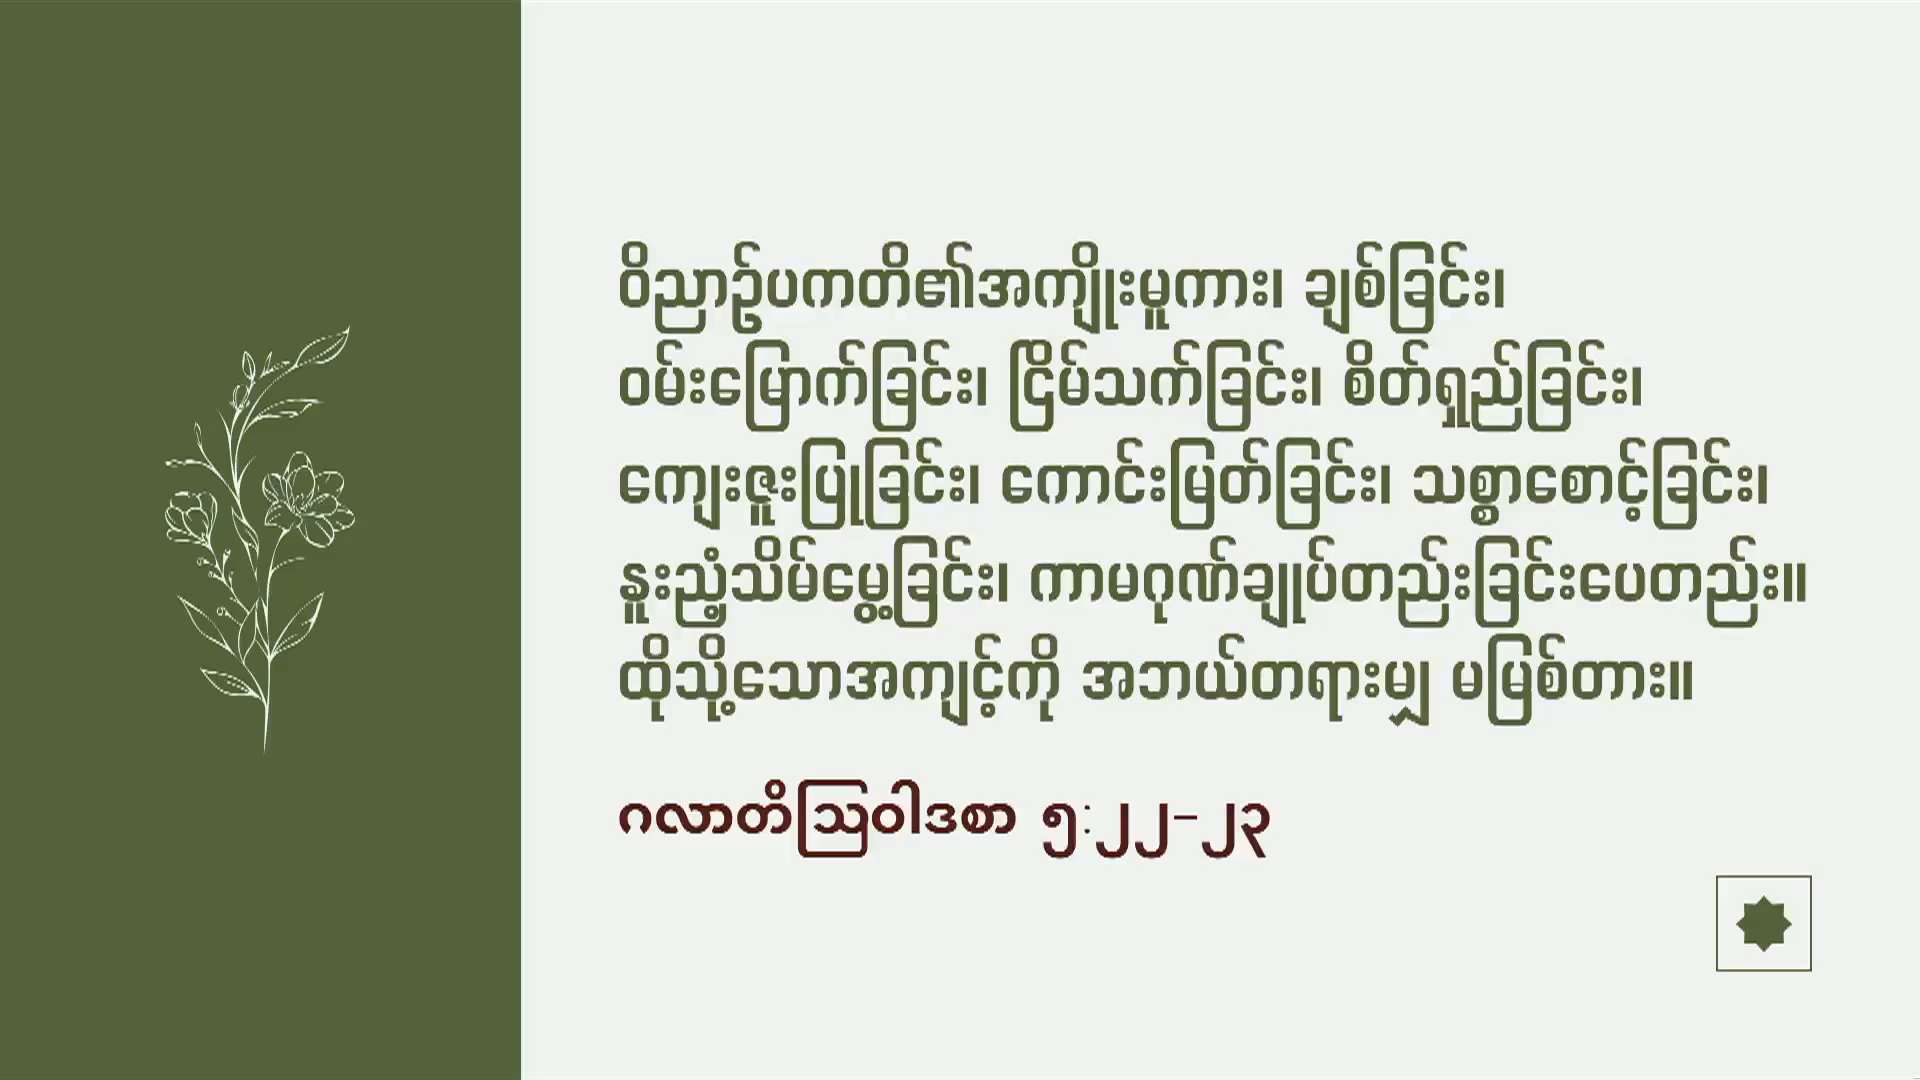 ဝိညာဥ်ပကတိ၏အကျိုးမူကား၊ ချစ်ခြင်း၊
ဝမ်းမြောက်ခြင်း၊ ငြိမ်သက်ခြင်း၊ စိတ်ရှည်ခြင်း၊
ကျေးဇူးပြုခြင်း၊ ကောင်းမြတ်ခြင်း၊ သစ္စာစောင့်ခြင်း၊
နူးညံ့သိမ်မွေ့ခြင်း၊ ကာမဂုဏ်ချုပ်တည်းခြင်းပေတည်း။
ထိုသို့သောအကျင့်ကို အဘယ်တရားမျှ မမြစ်တား။
ဂလာတိဩဝါဒစာ ၅:၂၂-၂၃